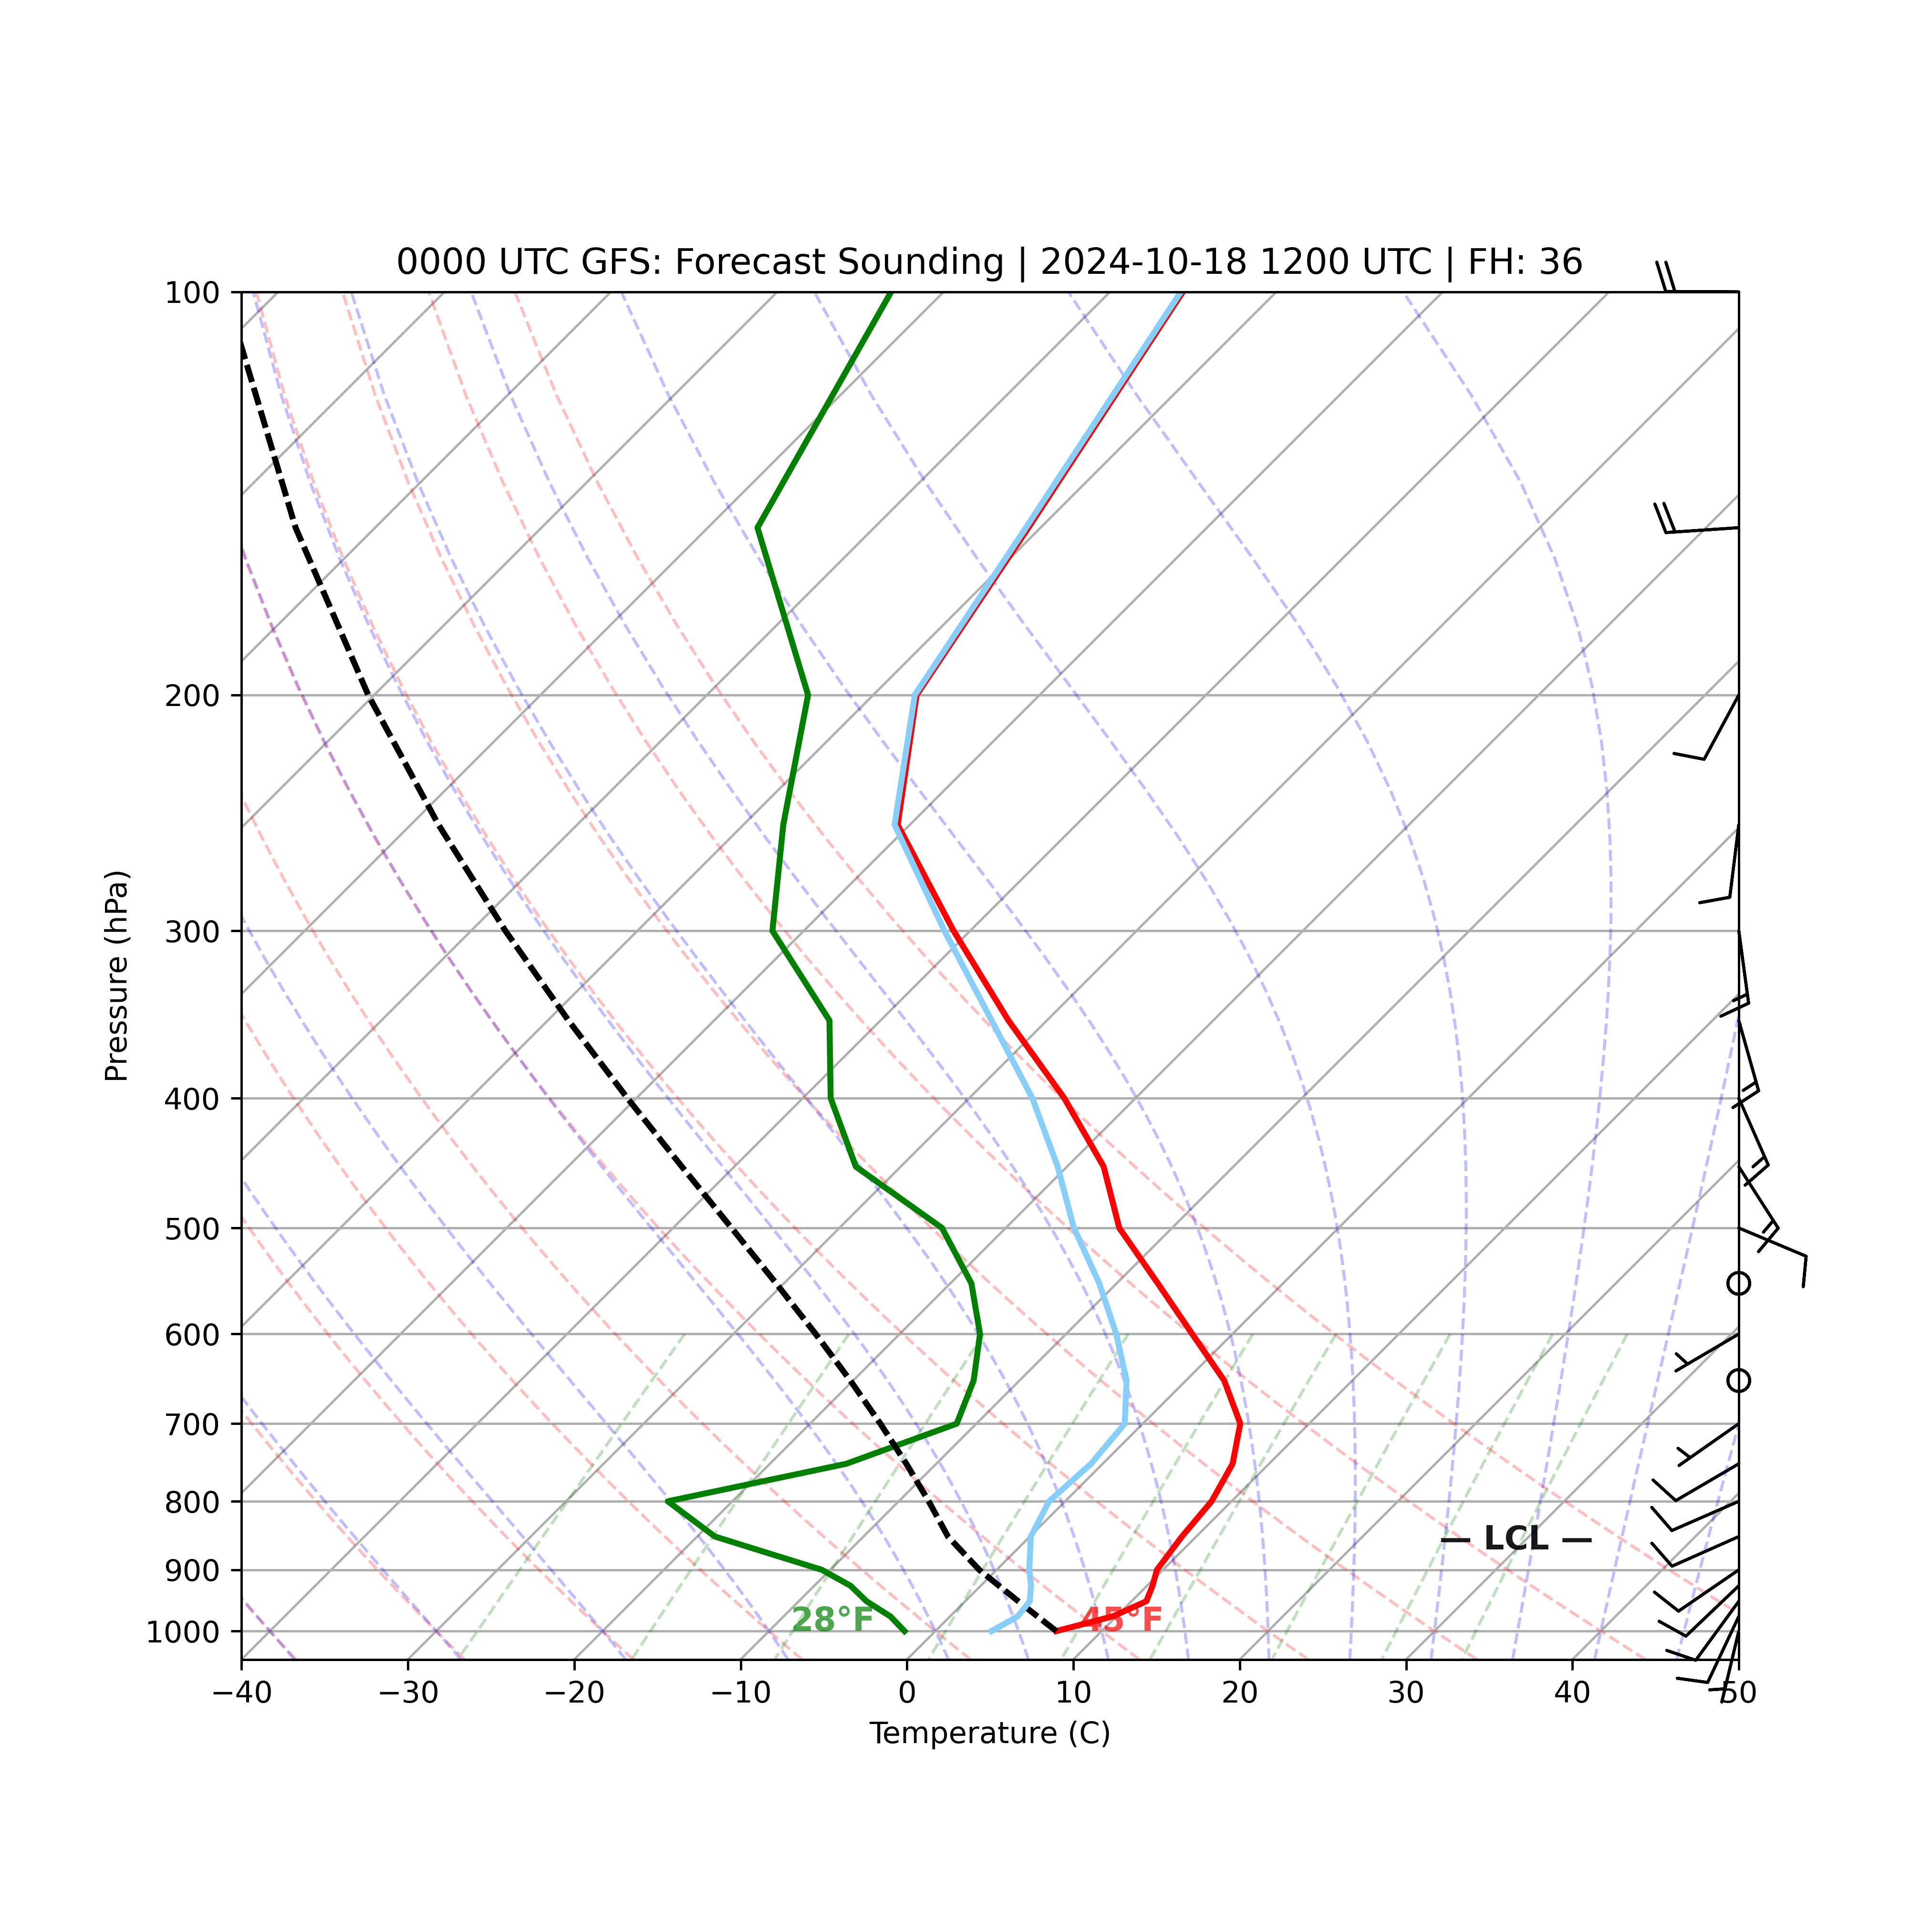 0000 UTC GFS: Forecast Sounding | 2024-10-18 1200 UTC | FH: 36
100
200
300
400
500
600
700
800
900
1000
Pressure (hPa)
— LCL —
28°F
45°F
−40 −30 −20 −10 0 10 20 30 40 50
Temperature (C)